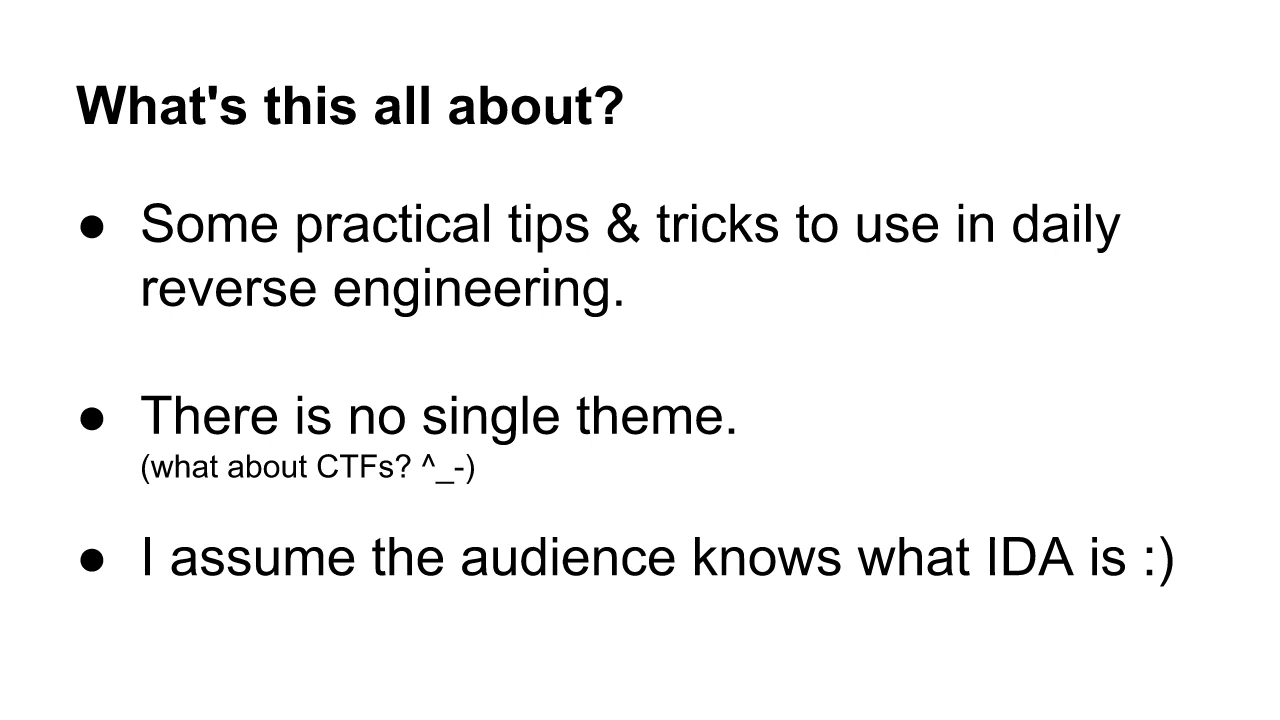 What's this all about?
● Some practical tips & tricks to use in daily
reverse engineering.
● There is no single theme.
(what about CTFs? ^_-)
● I assume the audience knows what IDA is :)